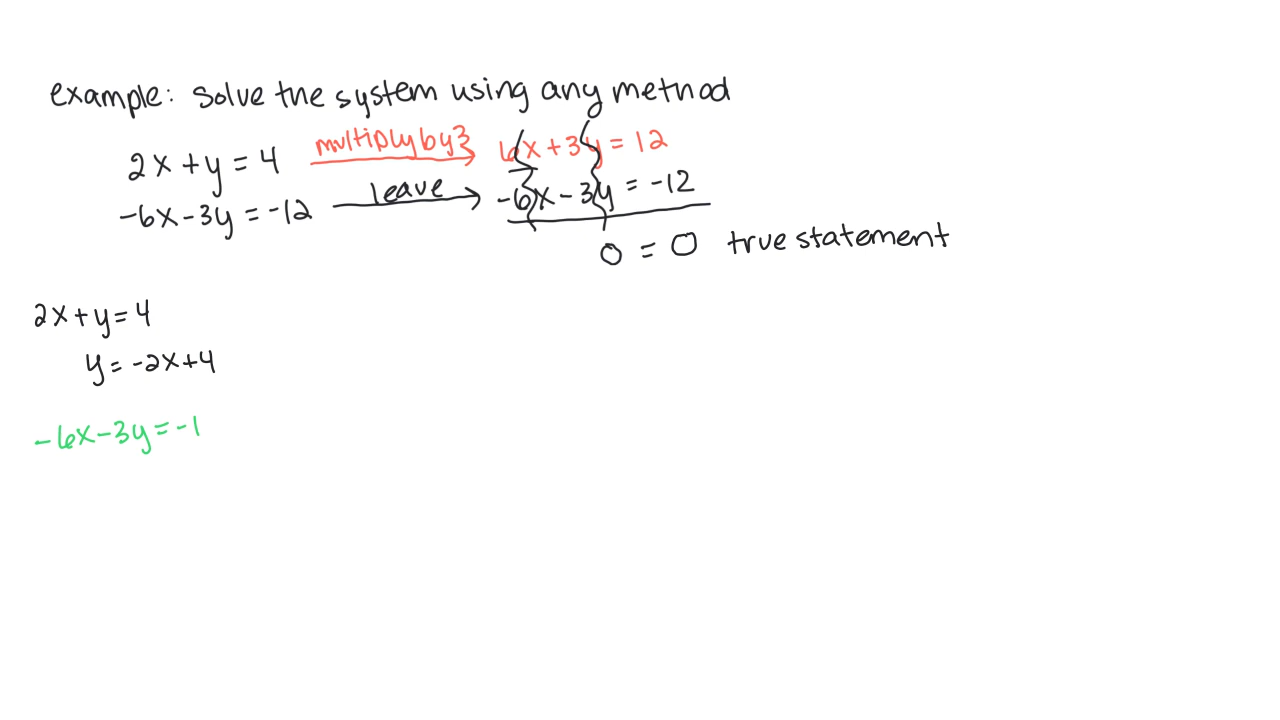 example: solve the system using any method
2x + y = 4 multiply by 3 6x + 3y = 12
-6x - 3y = -12 leave -6x - 3y = -12
0 = 0 true statement
2x + y = 4
y = -2x + 4
-6x - 3y = -1